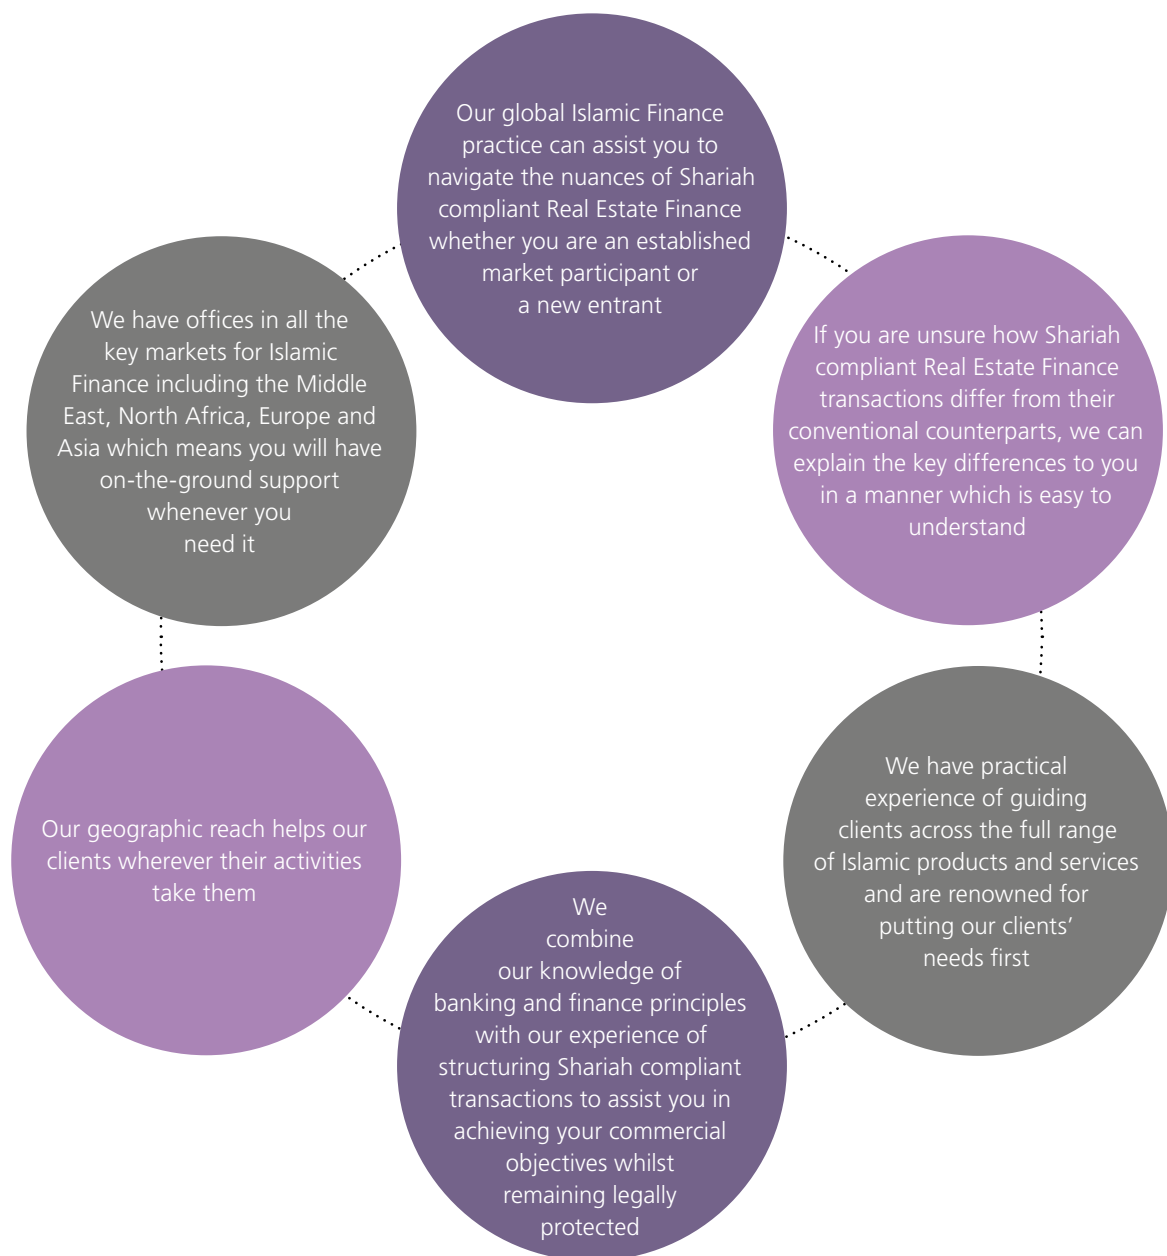 Our global Islamic Finance
practice can assist you to
navigate the nuances of Shariah
compliant Real Estate Finance
whether you are an established
market participant or
a new entrant
If you are unsure how Shariah
compliant Real Estate Finance
transactions differ from their
conventional counterparts, we can
explain the key differences to you
in a manner which is easy to
understand
We have practical
experience of guiding
clients across the full range
of Islamic products and services
and are renowned for
putting our clients’
needs first
We
combine
our knowledge of
banking and finance principles
with our experience of
structuring Shariah compliant
transactions to assist you in
achieving your commercial
objectives whilst
remaining legally
protected
Our geographic reach helps our
clients wherever their activities
take them
We have offices in all the
key markets for Islamic
Finance including the Middle
East, North Africa, Europe and
Asia which means you will have
on-the-ground support
whenever you
need it